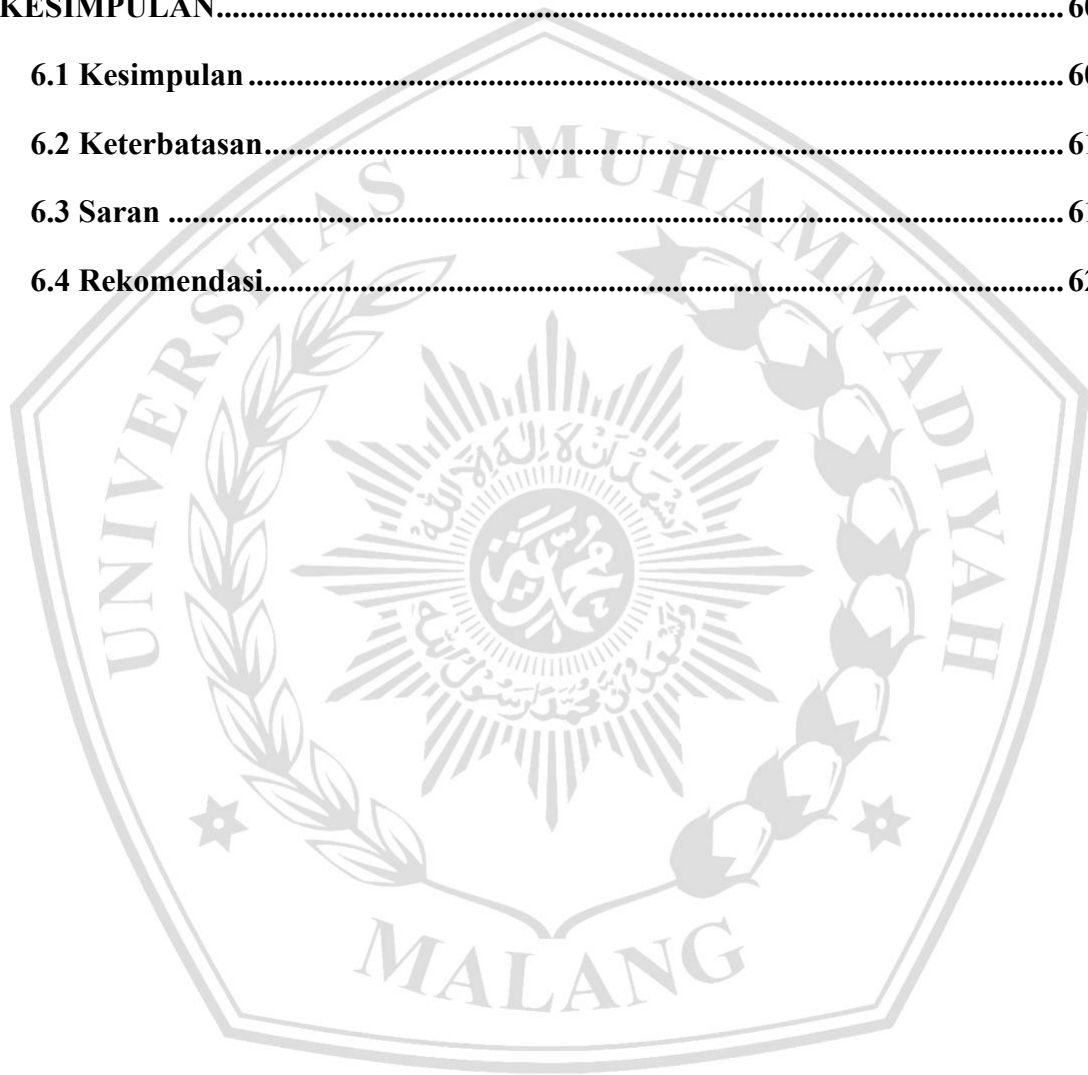 KESIMPULAN........................................................................................................ 6
6.1 Kesimpulan .................................................................................................... 6
6.2 Keterbatasan.................................................................................................. 6
6.3 Saran .............................................................................................................. 6
6.4 Rekomendasi.................................................................................................. 6
UNIVERSITAS MUHAMMADIYAH
MALANG